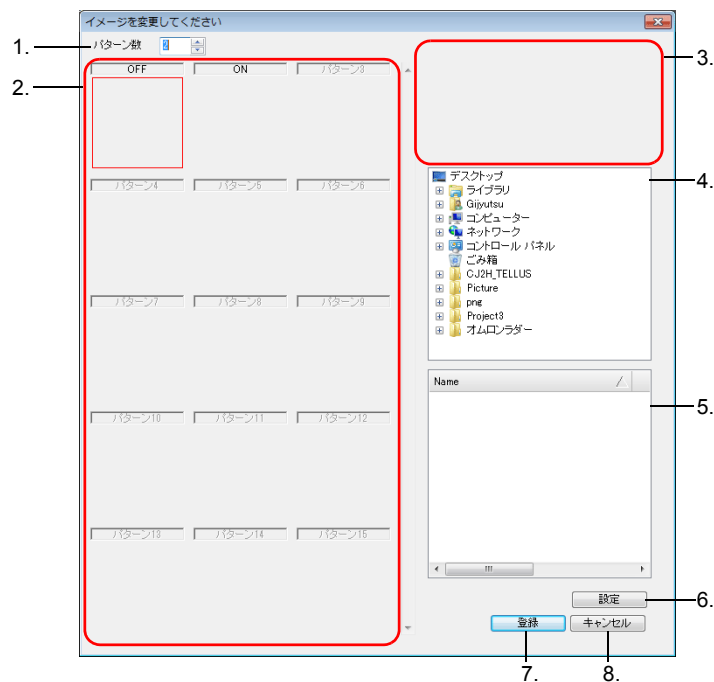 イメージを変更してください
1.
パターン数 2
2.
OFF ON パターン3
3.
パターン4 パターン5 パターン6
パターン7 パターン8 パターン9
パターン10 パターン11 パターン12
パターン13 パターン14 パターン15
4.
デスクトップ
ライブラリ
Gijyutsu
コンピューター
ネットワーク
コントロール パネル
ごみ箱
CJ2H_TELLUS
Picture
png
Project3
オムロンラダー
Name
5.
設定
6.
登録 キャンセル
7. 8.